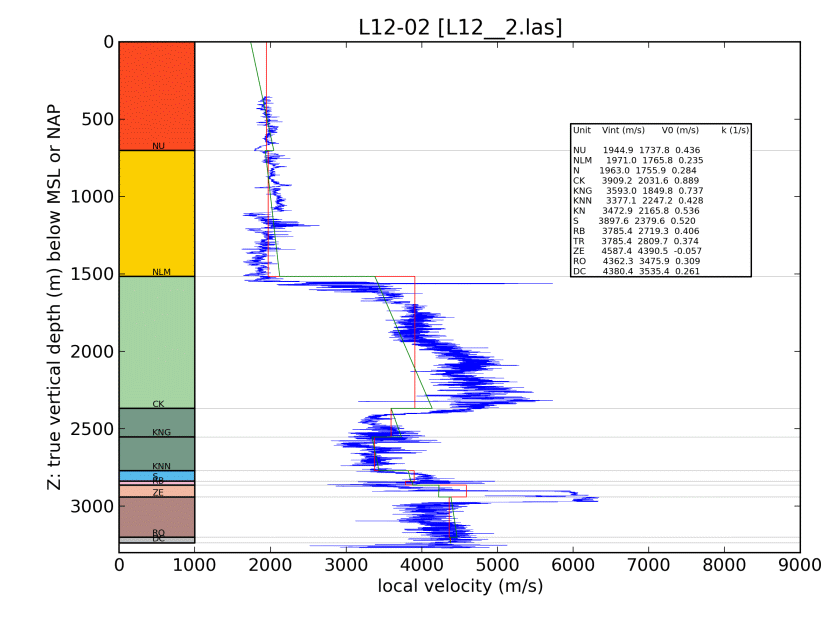 L12-02 [L12__2.las]
0
500
1000
1500
2000
2500
3000
Z: true vertical depth (m) below MSL or NAP
NU
NLM
CK
KNG
KNN
S
RB
ZE
RO
DC
Unit Vint (m/s) V0 (m/s) k (1/s)
NU 1944.9 1737.8 0.436
NLM 1971.0 1765.8 0.235
N 1963.0 1755.9 0.284
CK 3909.2 2031.6 0.889
KNG 3593.0 1849.8 0.737
KNN 3377.1 2247.2 0.428
KN 3472.9 2165.8 0.536
S 3897.6 2379.6 0.520
RB 3785.4 2719.3 0.406
TR 3785.4 2809.7 0.374
ZE 4587.4 4390.5 -0.057
RO 4362.3 3475.9 0.309
DC 4380.4 3535.4 0.261
0 1000 2000 3000 4000 5000 6000 7000 8000 9000
local velocity (m/s)